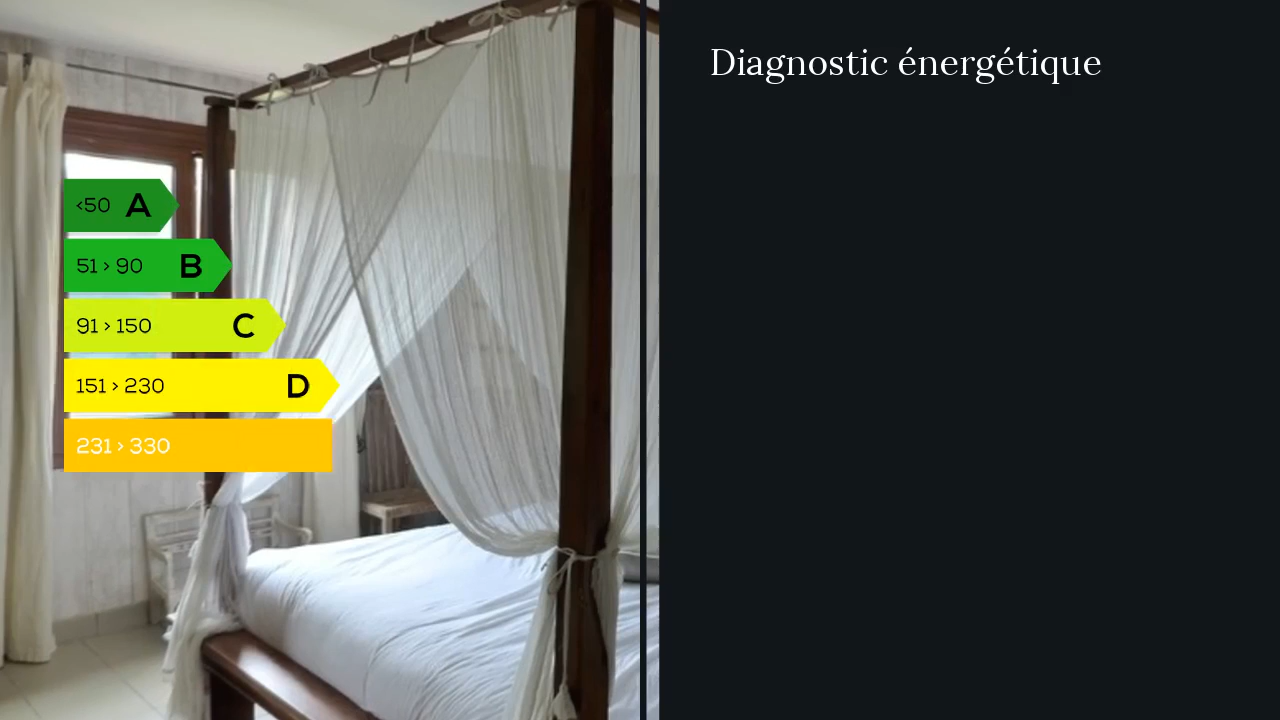 Diagnostic énergétique
<50 A
51 > 90 B
91 > 150 C
151 > 230 D
231 > 330